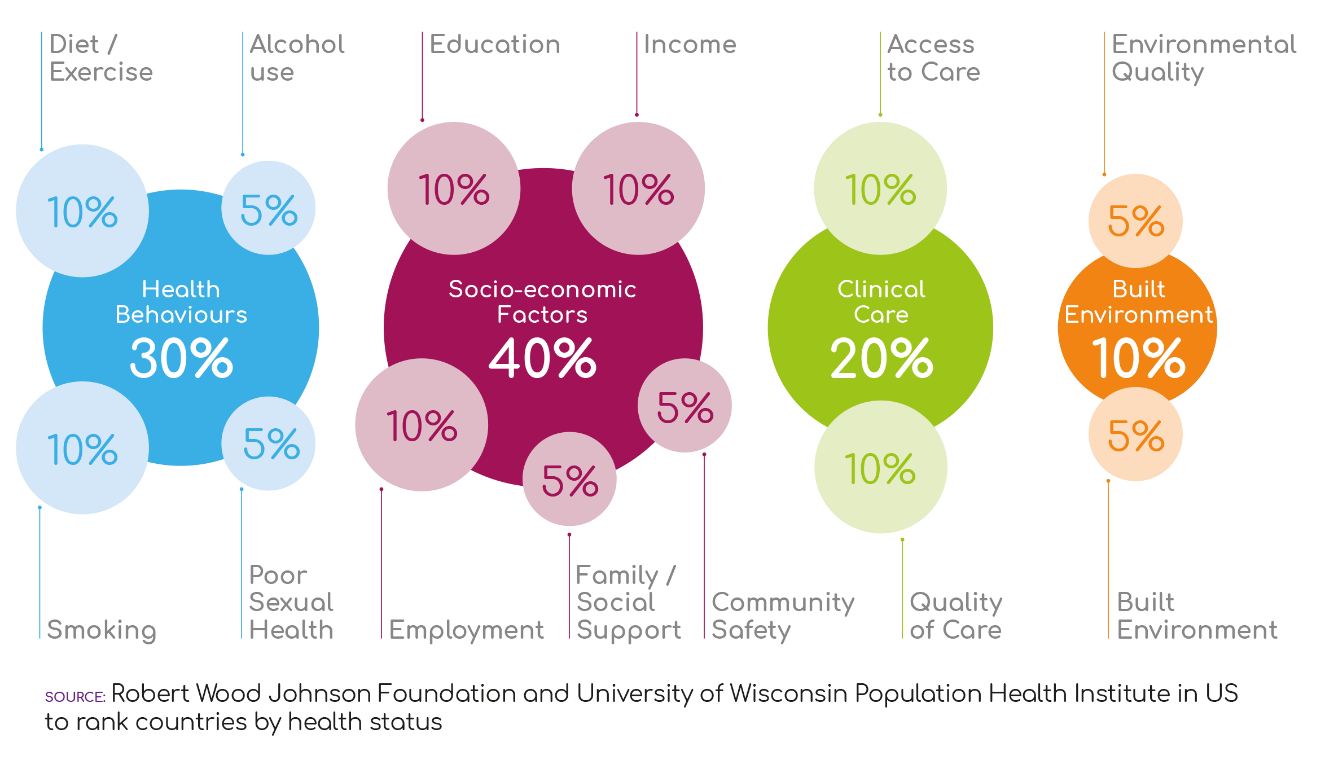 Diet /
Exercise
Alcohol
use
Education
Income
Access
to Care
Environmental
Quality
10%
5%
10%
10%
10%
5%
Health
Behaviours
30%
Socio-economic
Factors
40%
Clinical
Care
20%
Built
Environment
10%
10%
5%
10%
5%
5%
10%
5%
Smoking
Poor
Sexual
Health
Employment
Family /
Social
Support
Community
Safety
Quality
of Care
Built
Environment
SOURCE: Robert Wood Johnson Foundation and University of Wisconsin Population Health Institute in US
to rank countries by health status